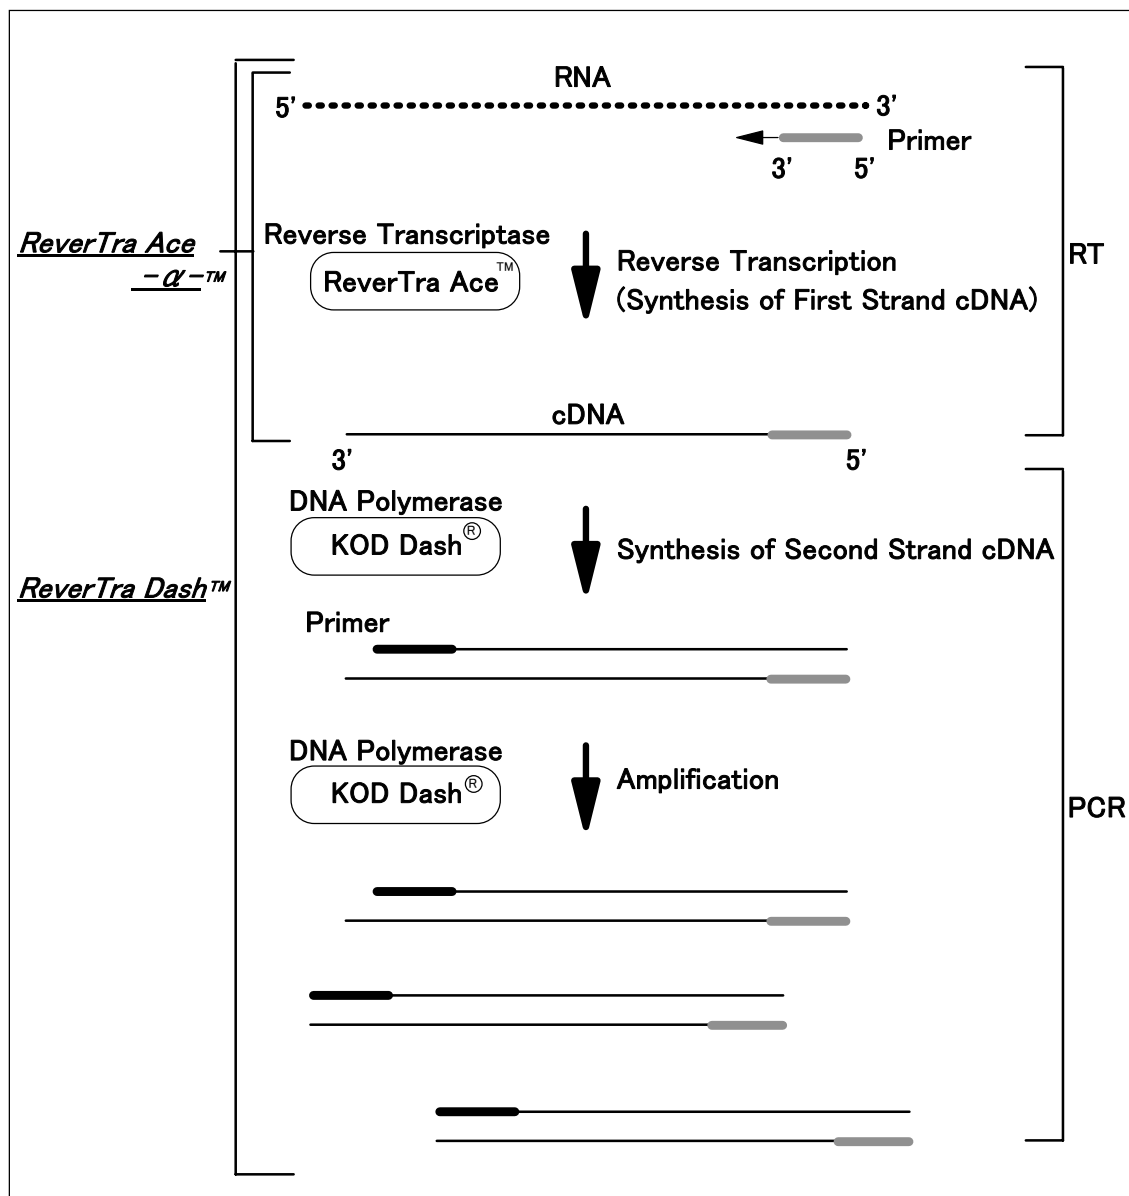 RNA
5’
3’
Primer
3’ 5’
ReverTra Ace
-α-™
Reverse Transcriptase
ReverTra Ace™
Reverse Transcription
(Synthesis of First Strand cDNA)
RT
cDNA
3’ 5’
DNA Polymerase
KOD Dash®
Synthesis of Second Strand cDNA
ReverTra Dash™
Primer
DNA Polymerase
KOD Dash®
Amplification
PCR